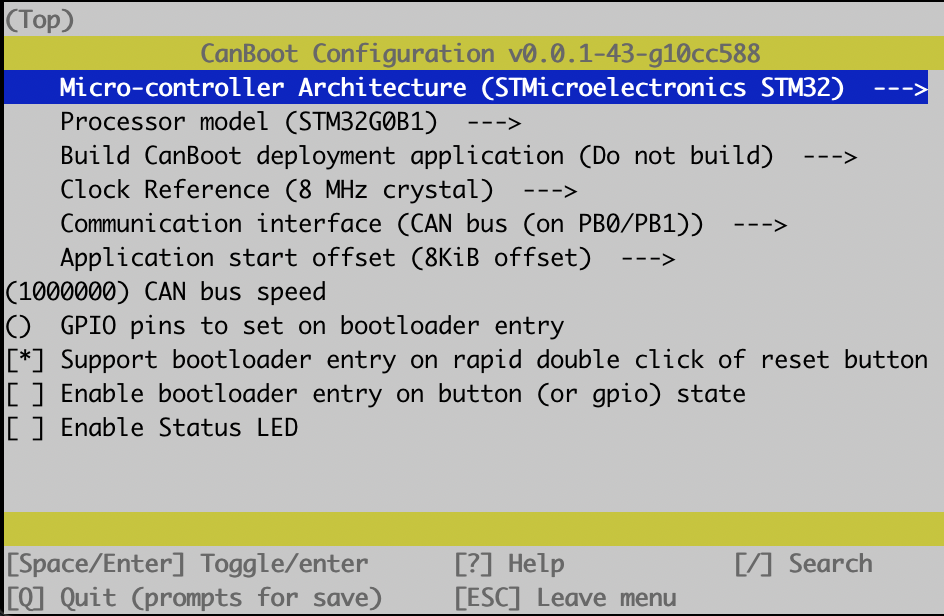 (Top)
CanBoot Configuration v0.0.1-43-g10cc588
Micro-controller Architecture (STMicroelectronics STM32)  --->
Processor model (STM32G0B1)  --->
Build CanBoot deployment application (Do not build)  --->
Clock Reference (8 MHz crystal)  --->
Communication interface (CAN bus (on PB0/PB1))  --->
Application start offset (8KiB offset)  --->
(1000000) CAN bus speed
()  GPIO pins to set on bootloader entry
[*] Support bootloader entry on rapid double click of reset button
[ ] Enable bootloader entry on button (or gpio) state
[ ] Enable Status LED
[Space/Enter] Toggle/enter      [?] Help            [/] Search
[Q] Quit (prompts for save)     [ESC] Leave menu